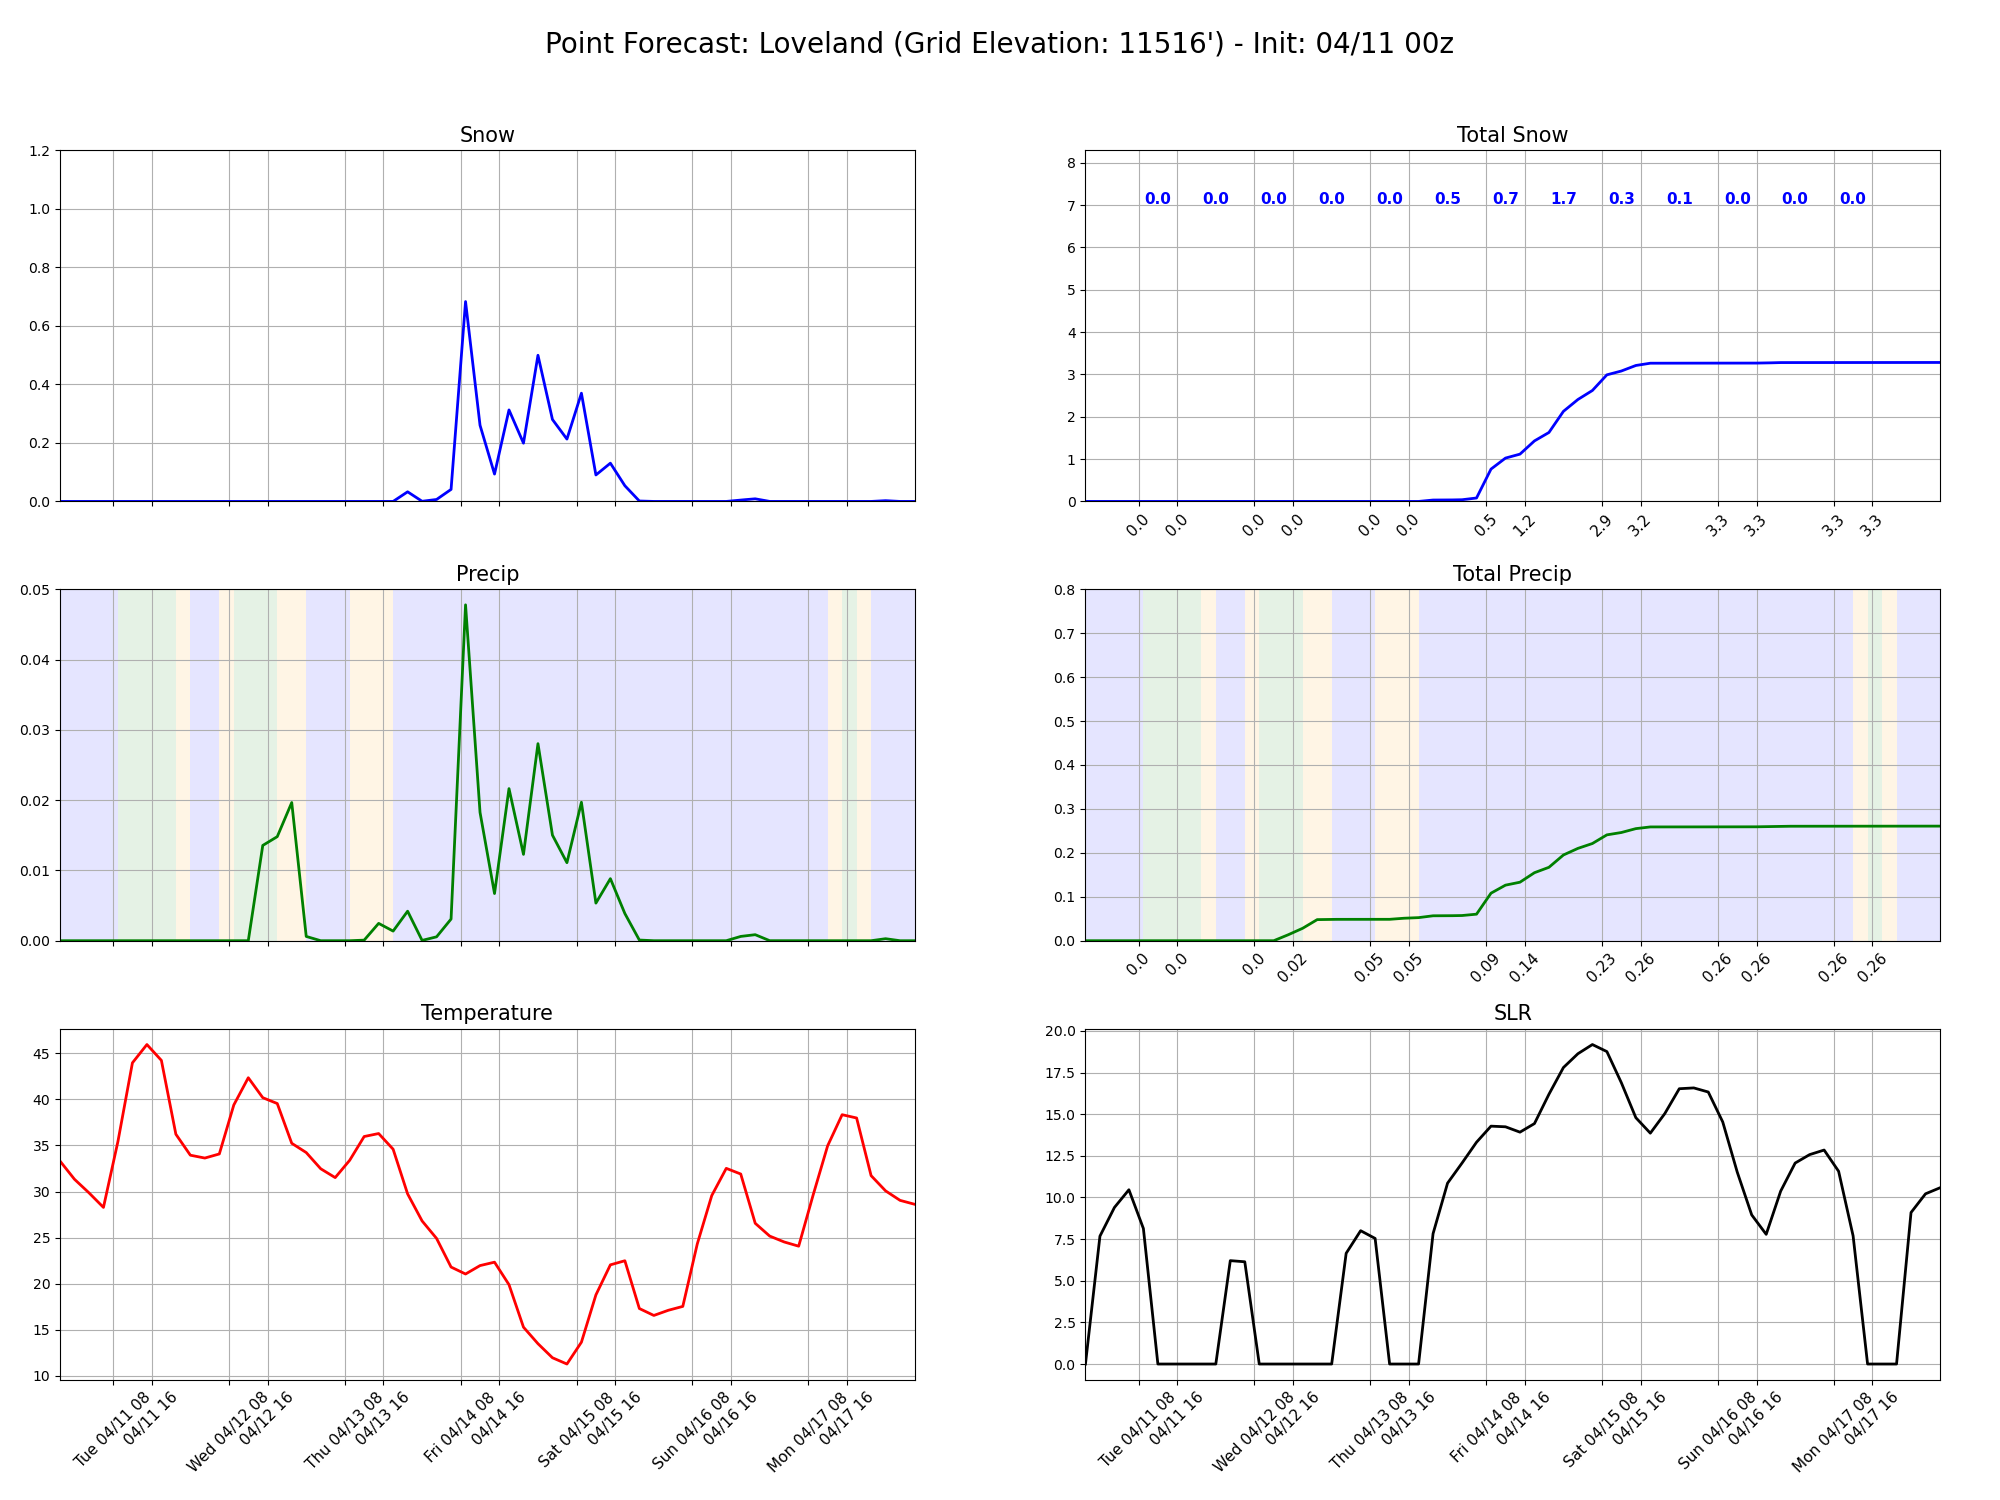 Point Forecast: Loveland (Grid Elevation: 11516') - Init: 04/11 00z
Snow
1.2
1.0
0.8
0.6
0.4
0.2
0.0
Total Snow
8
7
6
5
4
3
2
1
0
0.0 0.0 0.0 0.0 0.0 0.5 0.7 1.7 0.3 0.1 0.0 0.0 0.0
0.0 0.0 0.0 0.0 0.0 0.0 0.5 1.2 2.9 3.2 3.3 3.3 3.3 3.3
Precip
0.05
0.04
0.03
0.02
0.01
0.00
Total Precip
0.8
0.7
0.6
0.5
0.4
0.3
0.2
0.1
0.0
0.0 0.0 0.0 0.02 0.05 0.05 0.09 0.14 0.23 0.26 0.26 0.26 0.26 0.26
Temperature
45
40
35
30
25
20
15
10
Tue 04/11 08
04/11 16
Wed 04/12 08
04/12 16
Thu 04/13 08
04/13 16
Fri 04/14 08
04/14 16
Sat 04/15 08
04/15 16
Sun 04/16 08
04/16 16
Mon 04/17 08
04/17 16
SLR
20.0
17.5
15.0
12.5
10.0
7.5
5.0
2.5
0.0
Tue 04/11 08
04/11 16
Wed 04/12 08
04/12 16
Thu 04/13 08
04/13 16
Fri 04/14 08
04/14 16
Sat 04/15 08
04/15 16
Sun 04/16 08
04/16 16
Mon 04/17 08
04/17 16